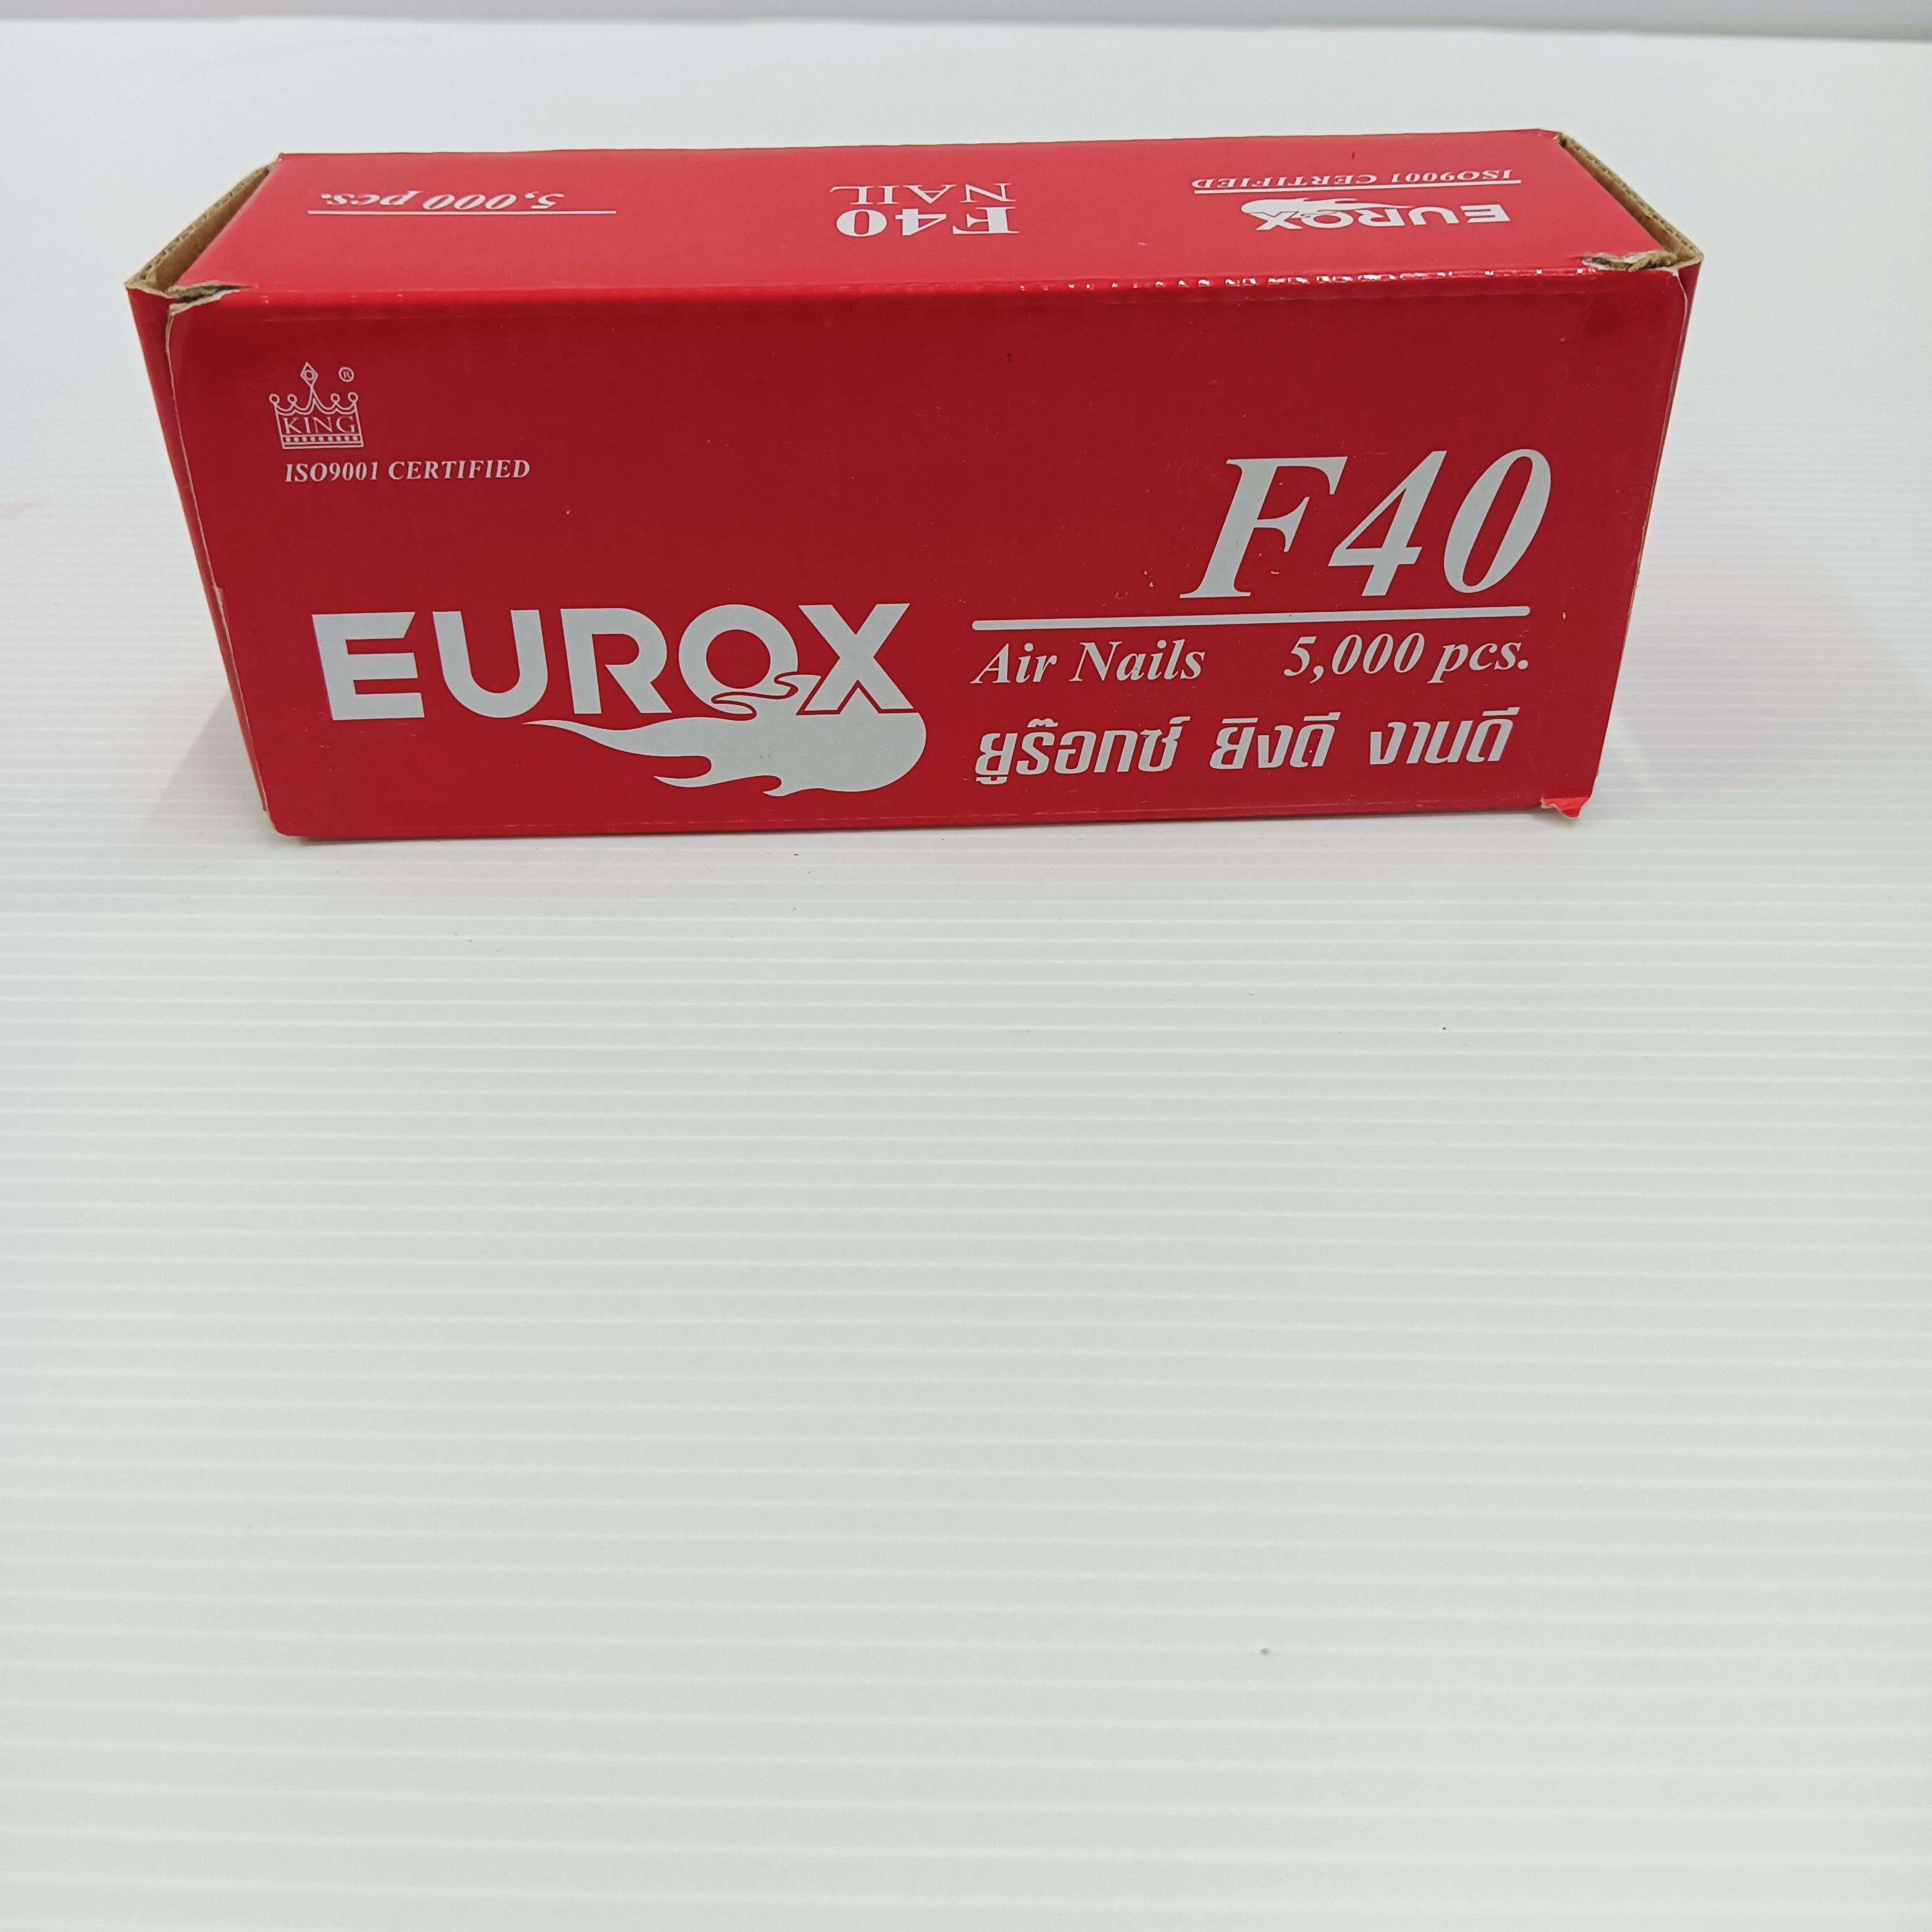 5,000 pcs.
F40
NAIL
EUROX
ISO9001 CERTIFIED
KING ®
ISO9001 CERTIFIED
F40
EUROX
Air Nails 5,000 pcs.
ยูร๊อกซ์ ยิงดี งานดี